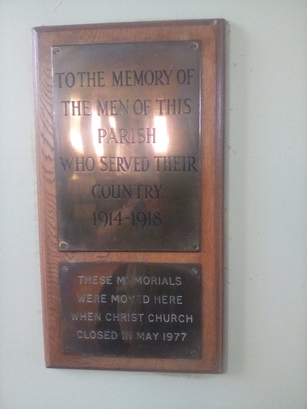 TO THE MEMORY OF
THE MEN OF THIS
PARISH
WHO SERVED THEIR
COUNTRY
1914-1918
THESE MEMORIALS
WERE MOVED HERE
WHEN CHRIST CHURCH
CLOSED IN MAY 1977